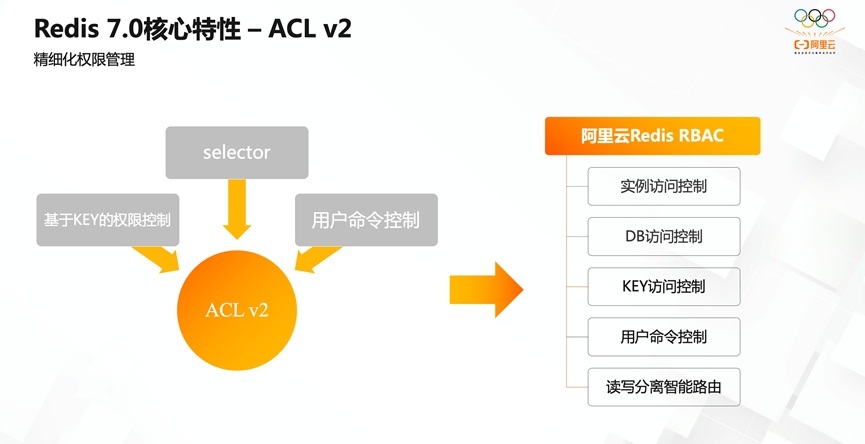 Redis 7.0核心特性 – ACL v2
精细化权限管理
阿里云
selector
基于KEY的权限控制
用户命令控制
ACL v2
阿里云Redis RBAC
实例访问控制
DB访问控制
KEY访问控制
用户命令控制
读写分离智能路由